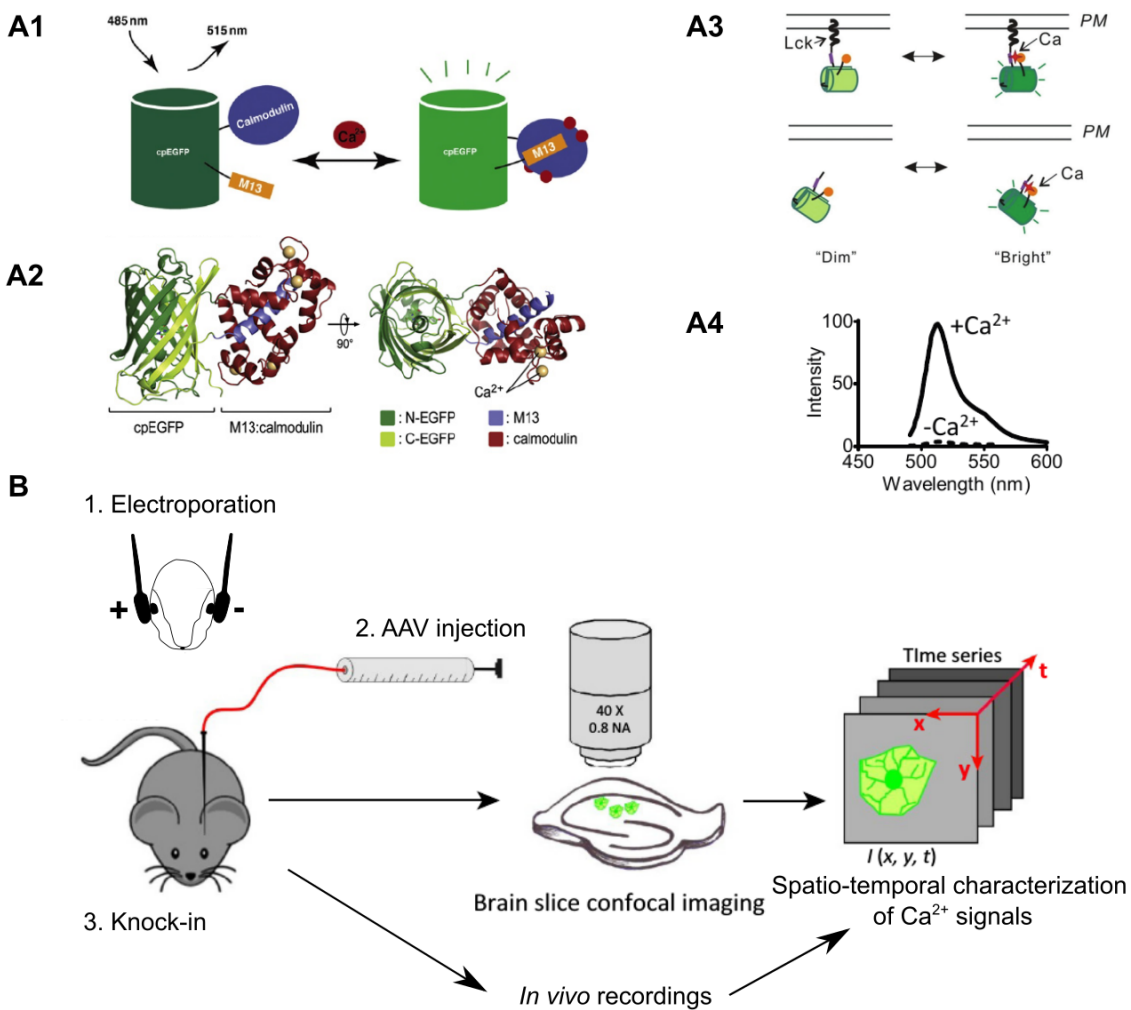 A1
485 nm
515 nm
Calmodulin
cpEGFP
M13
Ca2+
cpEGFP
M13
A2
90°
Ca2+
cpEGFP
M13:calmodulin
: N-EGFP
: M13
: C-EGFP
: calmodulin
A3
PM
Lck
Ca
PM
Ca
"Dim"
"Bright"
A4
100
50
0
Intensity
+Ca2+
-Ca2+
450
500
550
600
Wavelength (nm)
B
1. Electroporation
+
-
2. AAV injection
3. Knock-in
40 X
0.8 NA
Brain slice confocal imaging
TIme series
t
x
y
I (x, y, t)
Spatio-temporal characterization
of Ca2+ signals
In vivo recordings